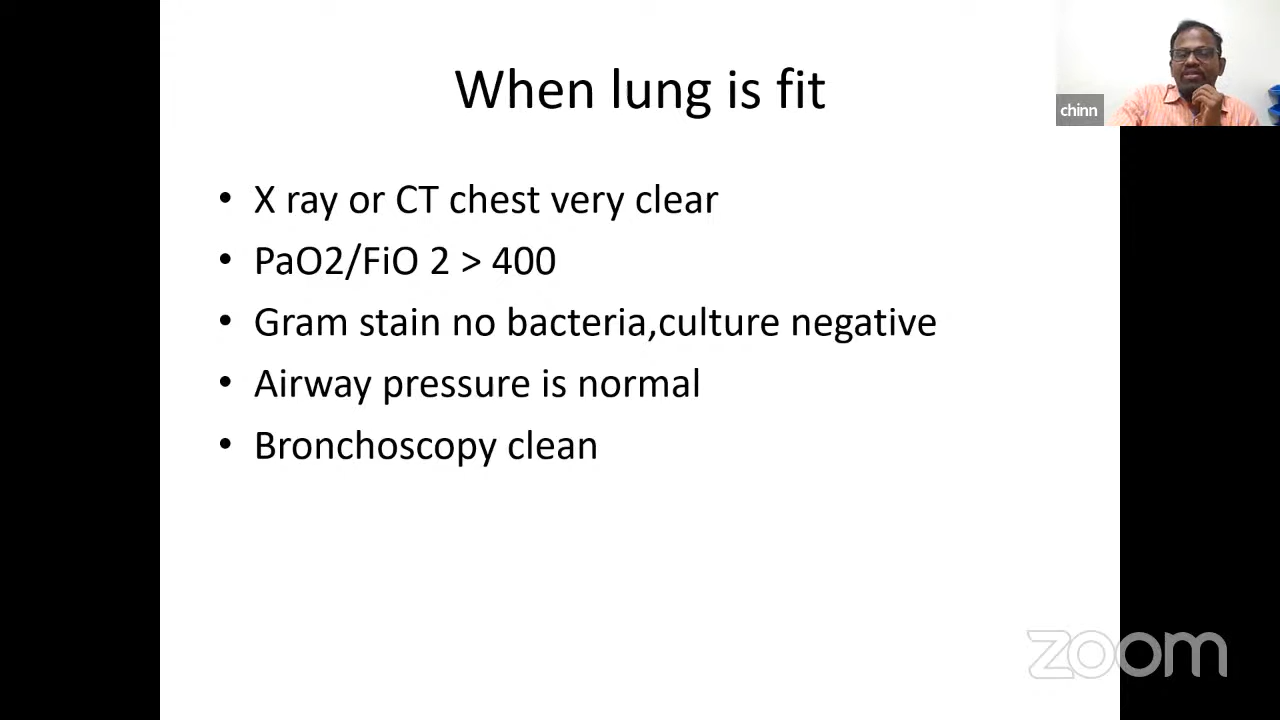 When lung is fit
chinn
• X ray or CT chest very clear
• PaO2/FiO 2 > 400
• Gram stain no bacteria,culture negative
• Airway pressure is normal
• Bronchoscopy clean
zoom